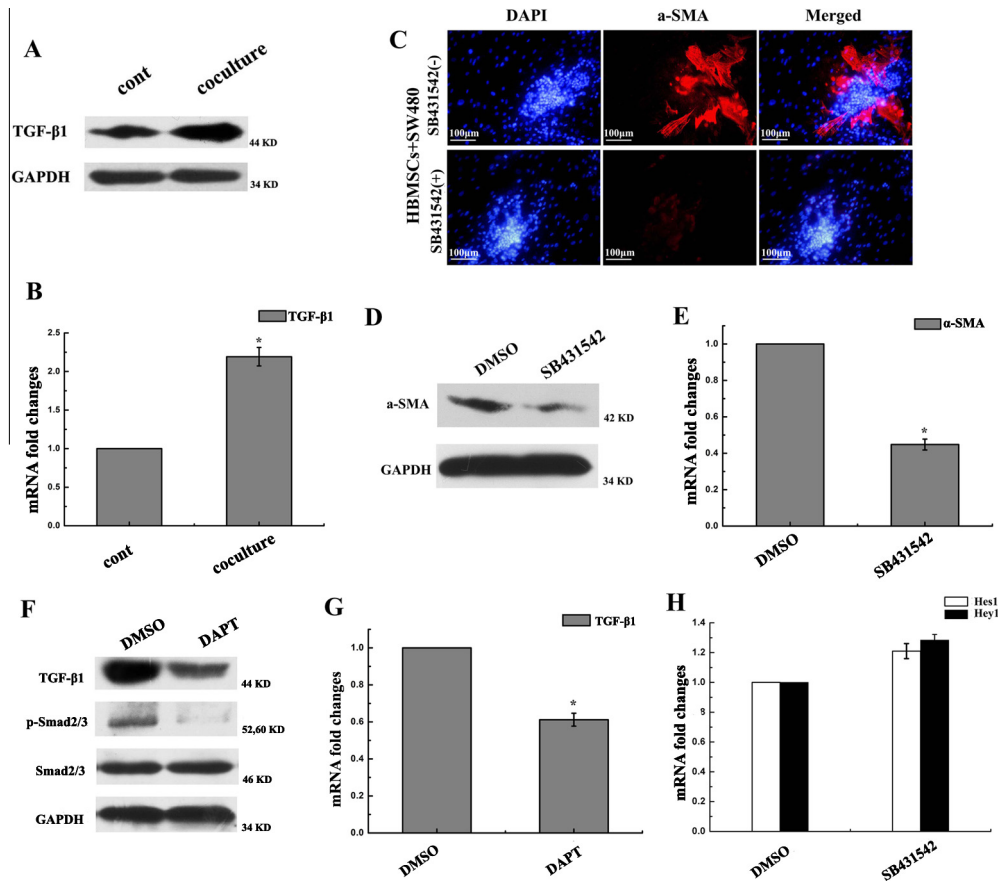 A
cont
coculture
TGF-β1
44 KD
GAPDH
34 KD
B
TGF-β1
mRNA fold changes
2.5
2.0
1.5
1.0
0.5
0.0
*
cont
coculture
C
DAPI
a-SMA
Merged
HBMSCs+SW480
SB431542(-)
SB431542(+)
100μm
100μm
100μm
100μm
100μm
100μm
D
DMSO
SB431542
a-SMA
42 KD
GAPDH
34 KD
E
α-SMA
mRNA fold changes
1.0
0.8
0.6
0.4
0.2
0.0
*
DMSO
SB431542
F
DMSO
DAPT
TGF-β1
44 KD
p-Smad2/3
52,60 KD
Smad2/3
46 KD
GAPDH
34 KD
G
TGF-β1
mRNA fold changes
1.0
0.8
0.6
0.4
0.2
0.0
*
DMSO
DAPT
H
Hes1
Hey1
mRNA fold changes
1.4
1.2
1.0
0.8
0.6
0.4
0.2
0.0
DMSO
SB431542